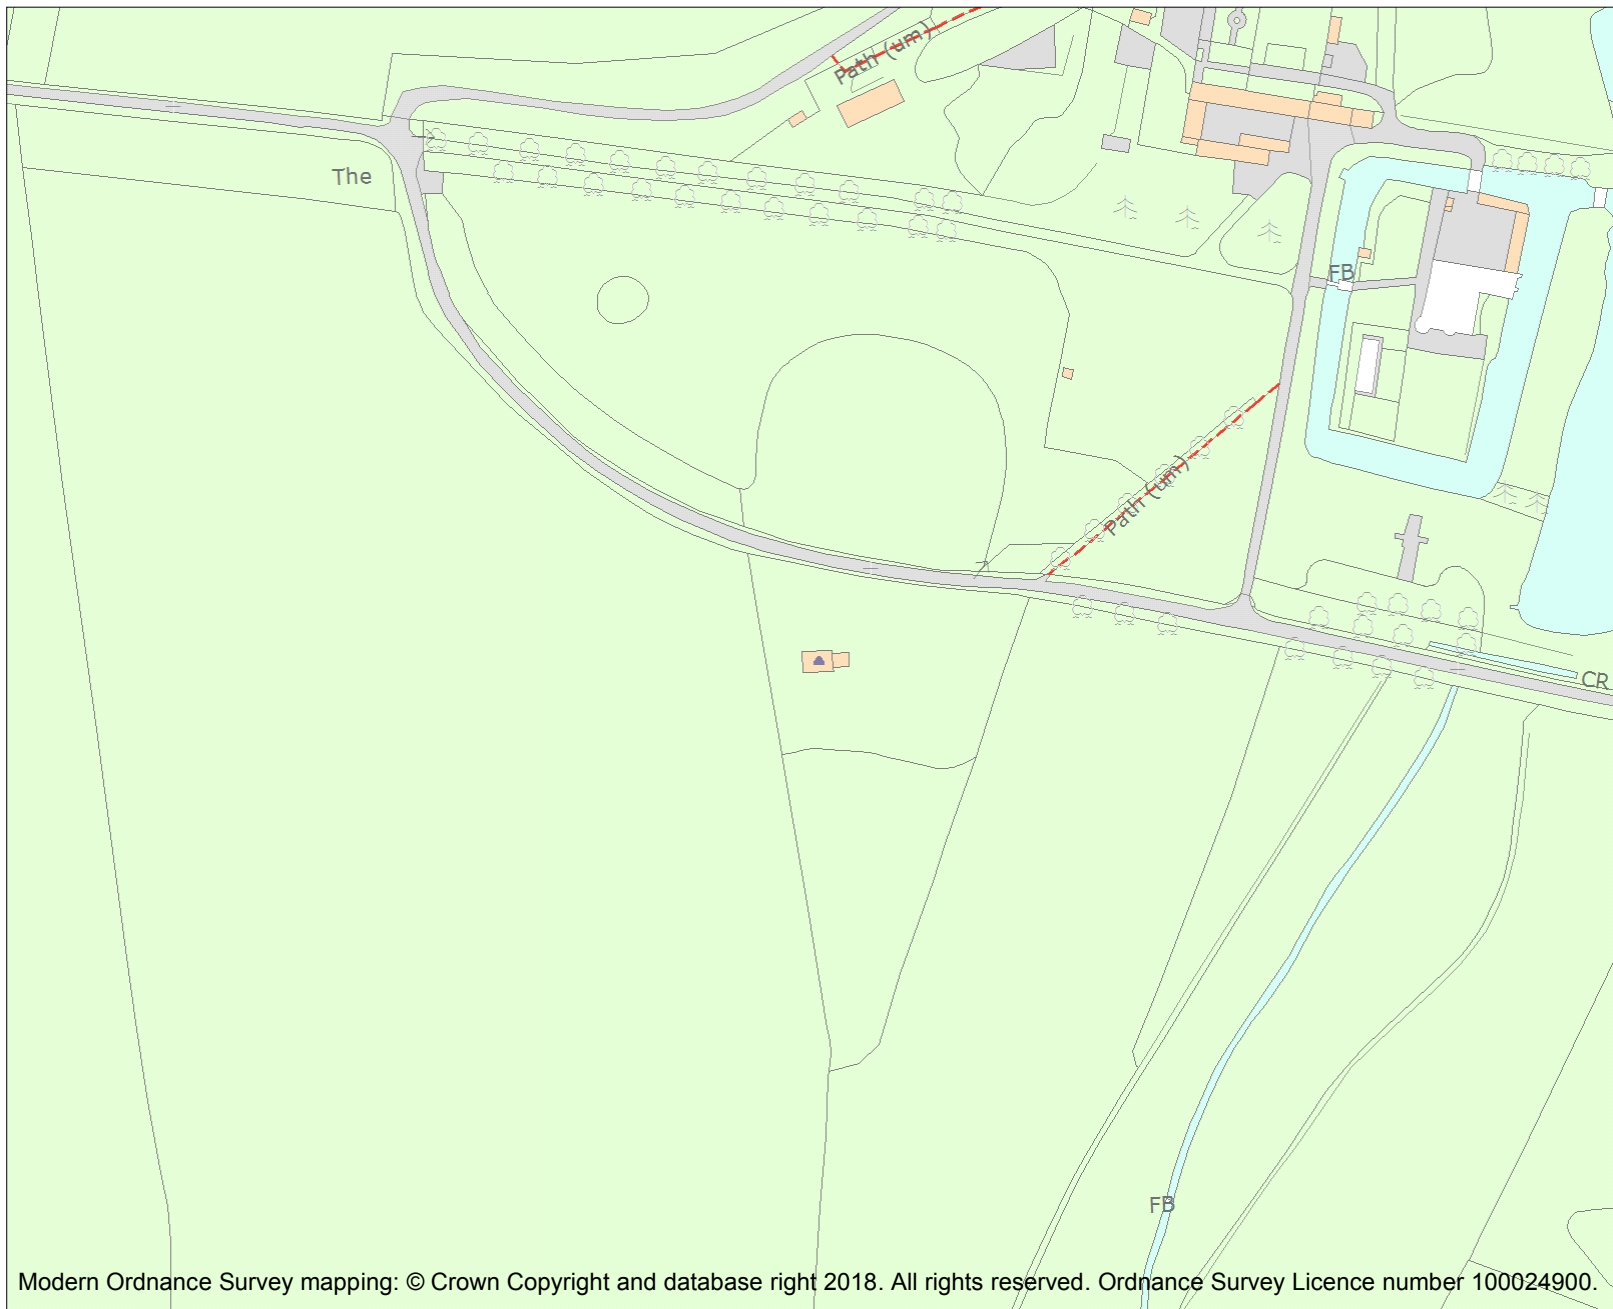 Path (um)
The
FB
Path (um)
CR
FB
Modern Ordnance Survey mapping: © Crown Copyright and database right 2018. All rights reserved. Ordnance Survey Licence number 100024900.